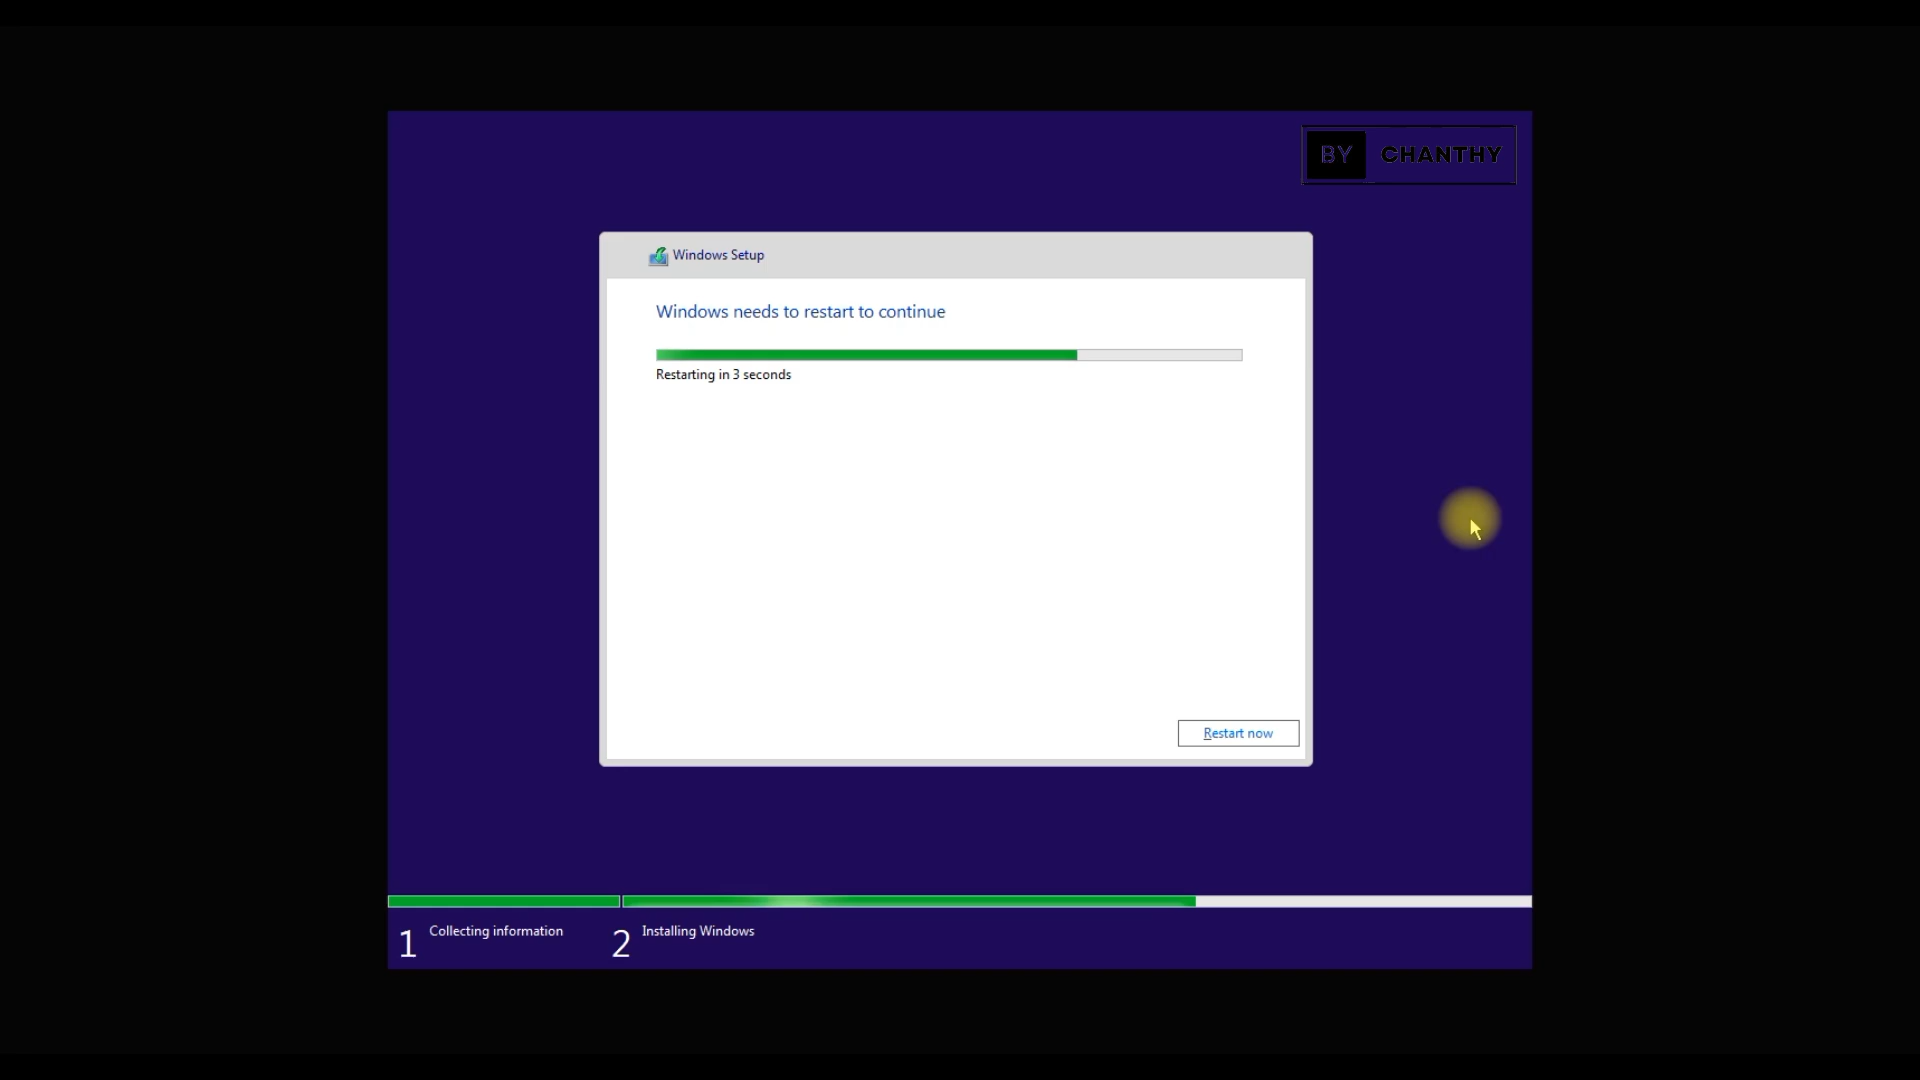 BY CHANTHY
Windows Setup
Windows needs to restart to continue
Restarting in 3 seconds
Restart now
1 Collecting information
2 Installing Windows